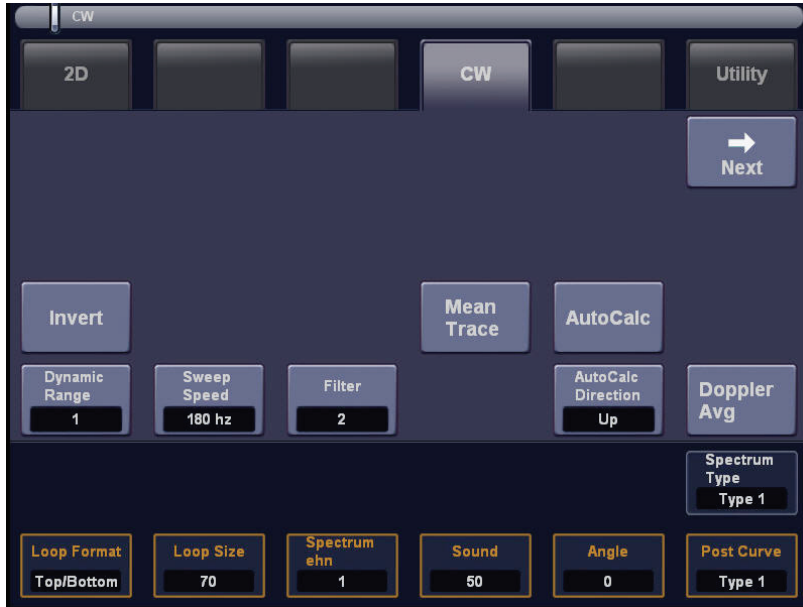 CW
2D
CW
Utility
Next
Invert
Mean
Trace
AutoCalc
Dynamic
Range
1
Sweep
Speed
180 hz
Filter
2
AutoCalc
Direction
Up
Doppler
Avg
Spectrum
Type
Type 1
Loop Format
Top/Bottom
Loop Size
70
Spectrum
ehn
1
Sound
50
Angle
0
Post Curve
Type 1